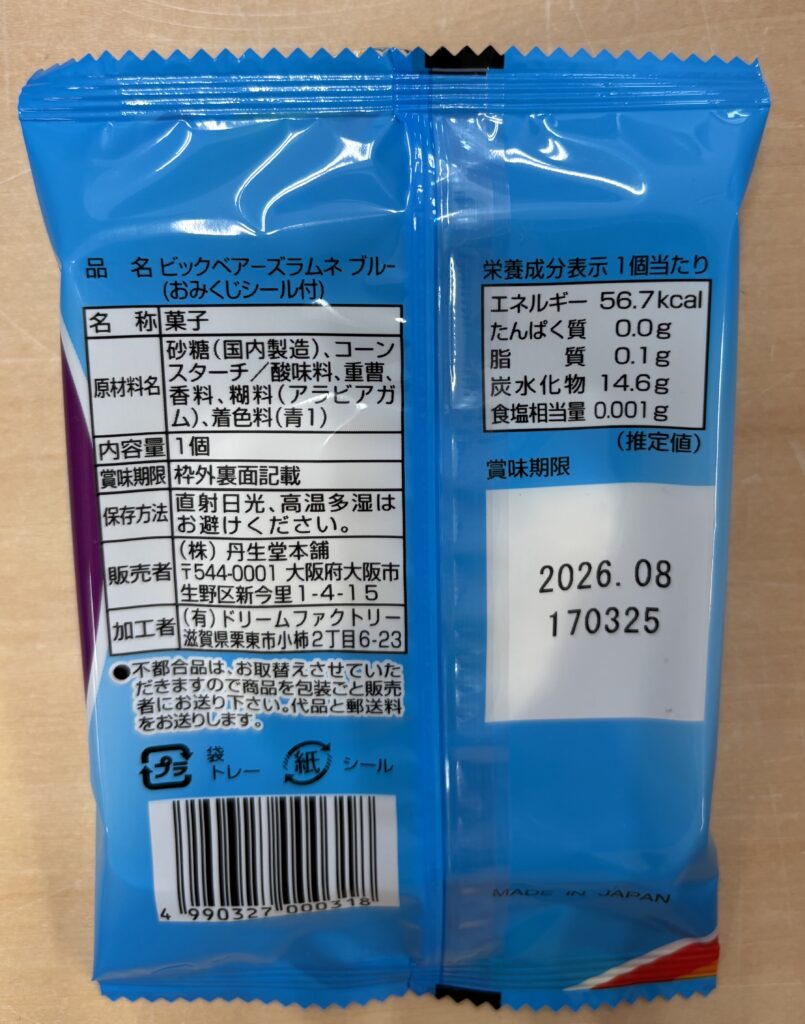 品 名 ビックベアーズラムネ ブルー
(おみくじシール付)
名 称 菓子
原材料名 砂糖(国内製造)、コーン
スターチ/酸味料、重曹、
香料、糊料(アラビアガ
ム)、着色料(青1)
内容量 1個
賞味期限 枠外裏面記載
保存方法 直射日光、高温多湿は
お避けください。
販売者 (株)丹生堂本舗
〒544-0001 大阪府大阪市
生野区新今里1-4-15
加工者 (有)ドリームファクトリー
滋賀県栗東市小柿2丁目6-23
●不都合品は、お取替えさせていた
だきますので商品を包装ごと販売
者にお送り下さい。代品と郵送料
をお送りします。
プラ 袋
トレー
紙 シール
4 990327 000318
栄養成分表示 1個当たり
エネルギー 56.7kcal
たんぱく質 0.0g
脂 質 0.1g
炭水化物 14.6g
食塩相当量 0.001g
(推定値)
賞味期限
2026.08
170325
MADE IN JAPAN